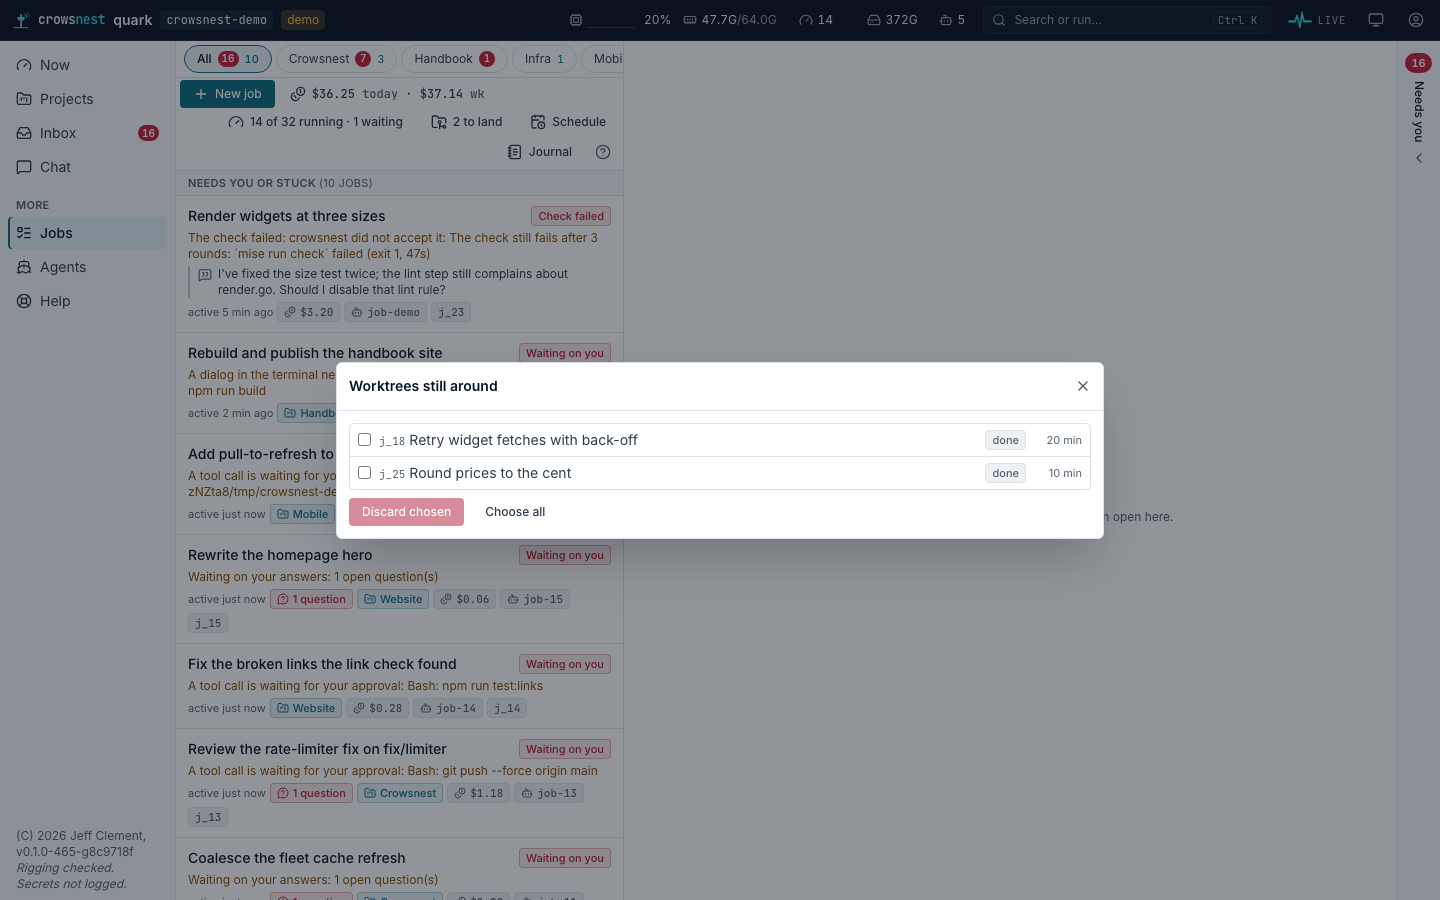 crowsnest quark crowsnest-demo demo
20% 47.7G/64.0G 14 372G 5
Search or run... Ctrl K LIVE
Now
Projects
Inbox 16
Chat
MORE
Jobs
Agents
Help
(C) 2026 Jeff Clement,
v0.1.0-465-g8c9718f
Rigging checked.
Secrets not logged.
All 16 10 Crowsnest 7 3 Handbook 1 Infra 1 Mobi
New job $36.25 today · $37.14 wk
14 of 32 running · 1 waiting 2 to land Schedule
Journal
NEEDS YOU OR STUCK (10 JOBS)
Render widgets at three sizes Check failed
The check failed: crowsnest did not accept it: The check still fails after 3
rounds: `mise run check` failed (exit 1, 47s)
I've fixed the size test twice; the lint step still complains about
render.go. Should I disable that lint rule?
active 5 min ago $3.20 job-demo j_23
Rebuild and publish the handbook site Waiting on you
A dialog in the terminal ne
npm run build
active 2 min ago Handb
Add pull-to-refresh to
A tool call is waiting for yo
zNZta8/tmp/crowsnest-de
active just now Mobile
Rewrite the homepage hero Waiting on you
Waiting on your answers: 1 open question(s)
active just now 1 question Website $0.06 job-15
j_15
Fix the broken links the link check found Waiting on you
A tool call is waiting for your approval: Bash: npm run test:links
active just now Website $0.28 job-14 j_14
Review the rate-limiter fix on fix/limiter Waiting on you
A tool call is waiting for your approval: Bash: git push --force origin main
active just now 1 question Crowsnest $1.18 job-13
j_13
Coalesce the fleet cache refresh Waiting on you
Waiting on your answers: 1 open question(s)
Worktrees still around
j_18 Retry widget fetches with back-off done 20 min
j_25 Round prices to the cent done 10 min
Discard chosen Choose all
n open here.
16
Needs you